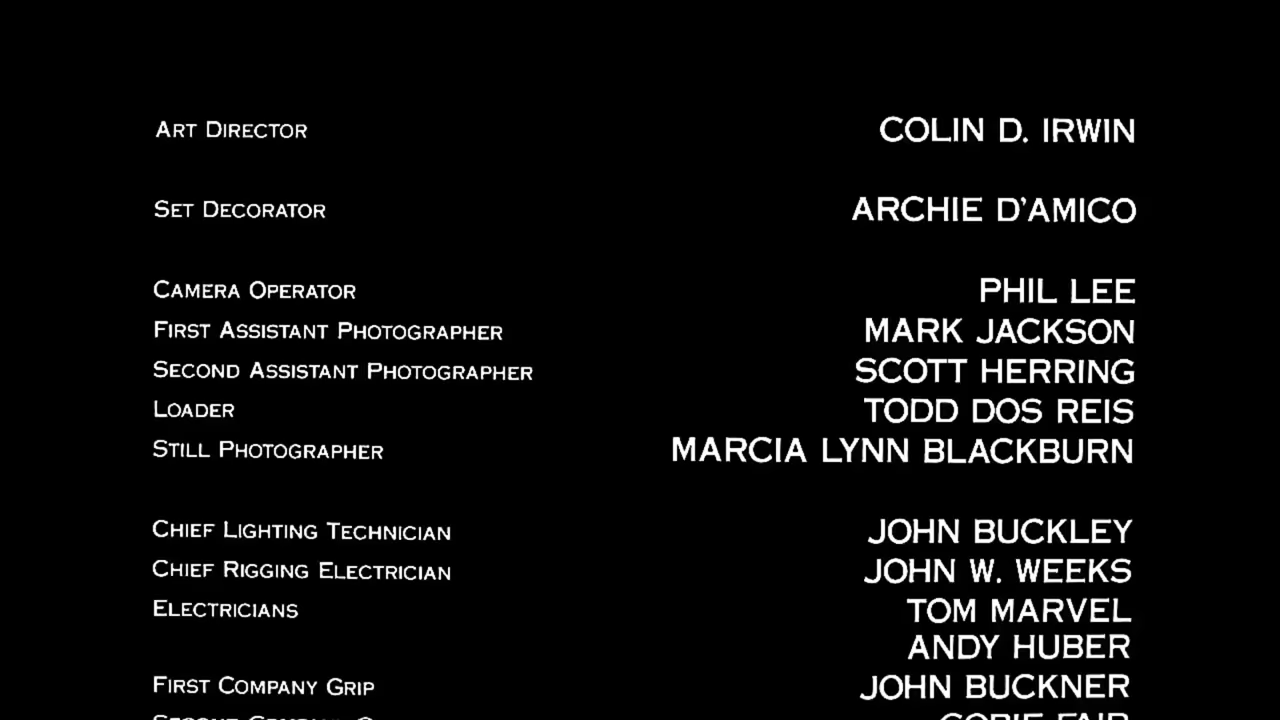 ART DIRECTOR COLIN D. IRWIN
SET DECORATOR ARCHIE D'AMICO
CAMERA OPERATOR PHIL LEE
FIRST ASSISTANT PHOTOGRAPHER MARK JACKSON
SECOND ASSISTANT PHOTOGRAPHER SCOTT HERRING
LOADER TODD DOS REIS
STILL PHOTOGRAPHER MARCIA LYNN BLACKBURN
CHIEF LIGHTING TECHNICIAN JOHN BUCKLEY
CHIEF RIGGING ELECTRICIAN JOHN W. WEEKS
ELECTRICIANS TOM MARVEL
ANDY HUBER
FIRST COMPANY GRIP JOHN BUCKNER